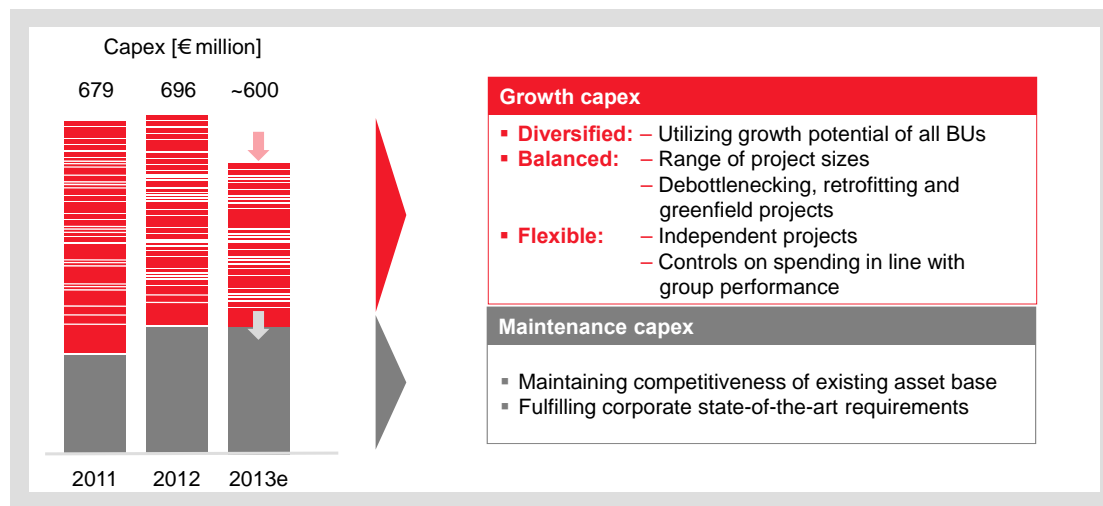 Capex [€ million]
679 696 ~600
2011 2012 2013e
Growth capex
▪ Diversified: – Utilizing growth potential of all BUs
▪ Balanced: – Range of project sizes
– Debottlenecking, retrofitting and
greenfield projects
▪ Flexible: – Independent projects
– Controls on spending in line with
group performance
Maintenance capex
▪ Maintaining competitiveness of existing asset base
▪ Fulfilling corporate state-of-the-art requirements